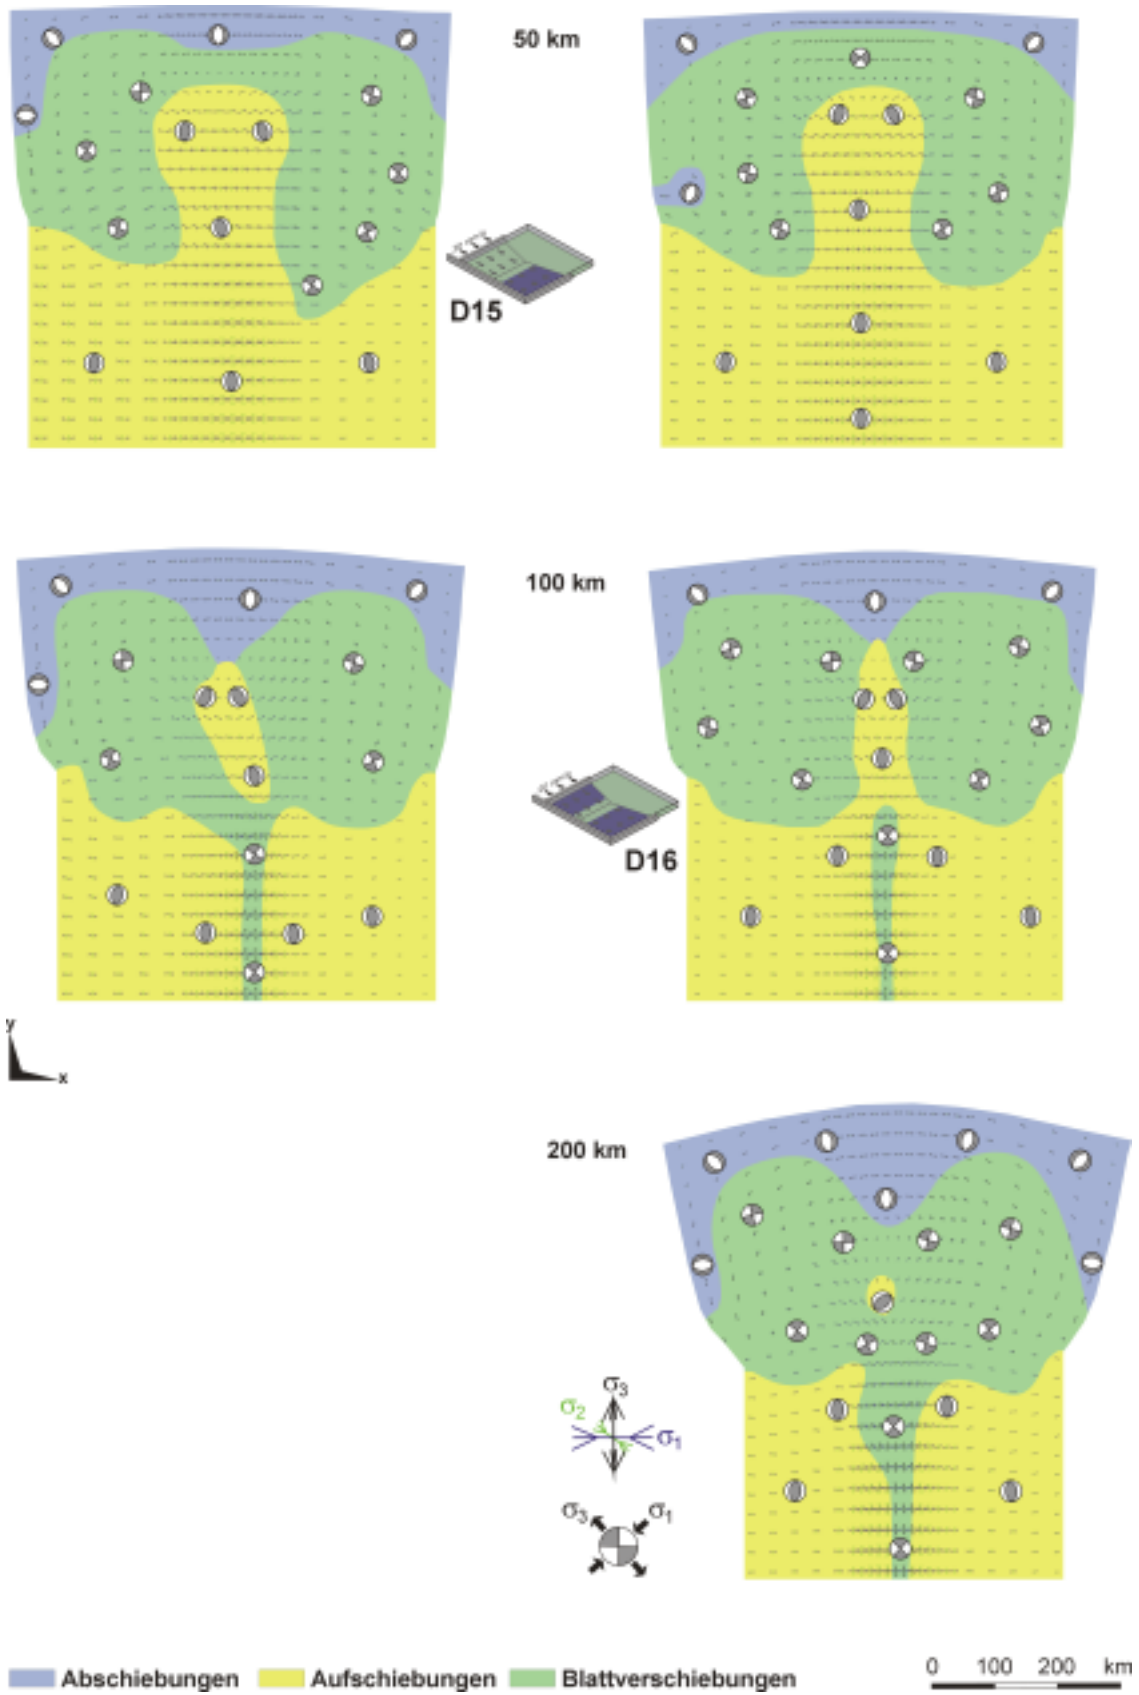 50 km
D15
100 km
D16
y
x
200 km
σ3
σ2
σ1
σ3 σ1
Abschiebungen Aufschiebungen Blattverschiebungen
0 100 200 km